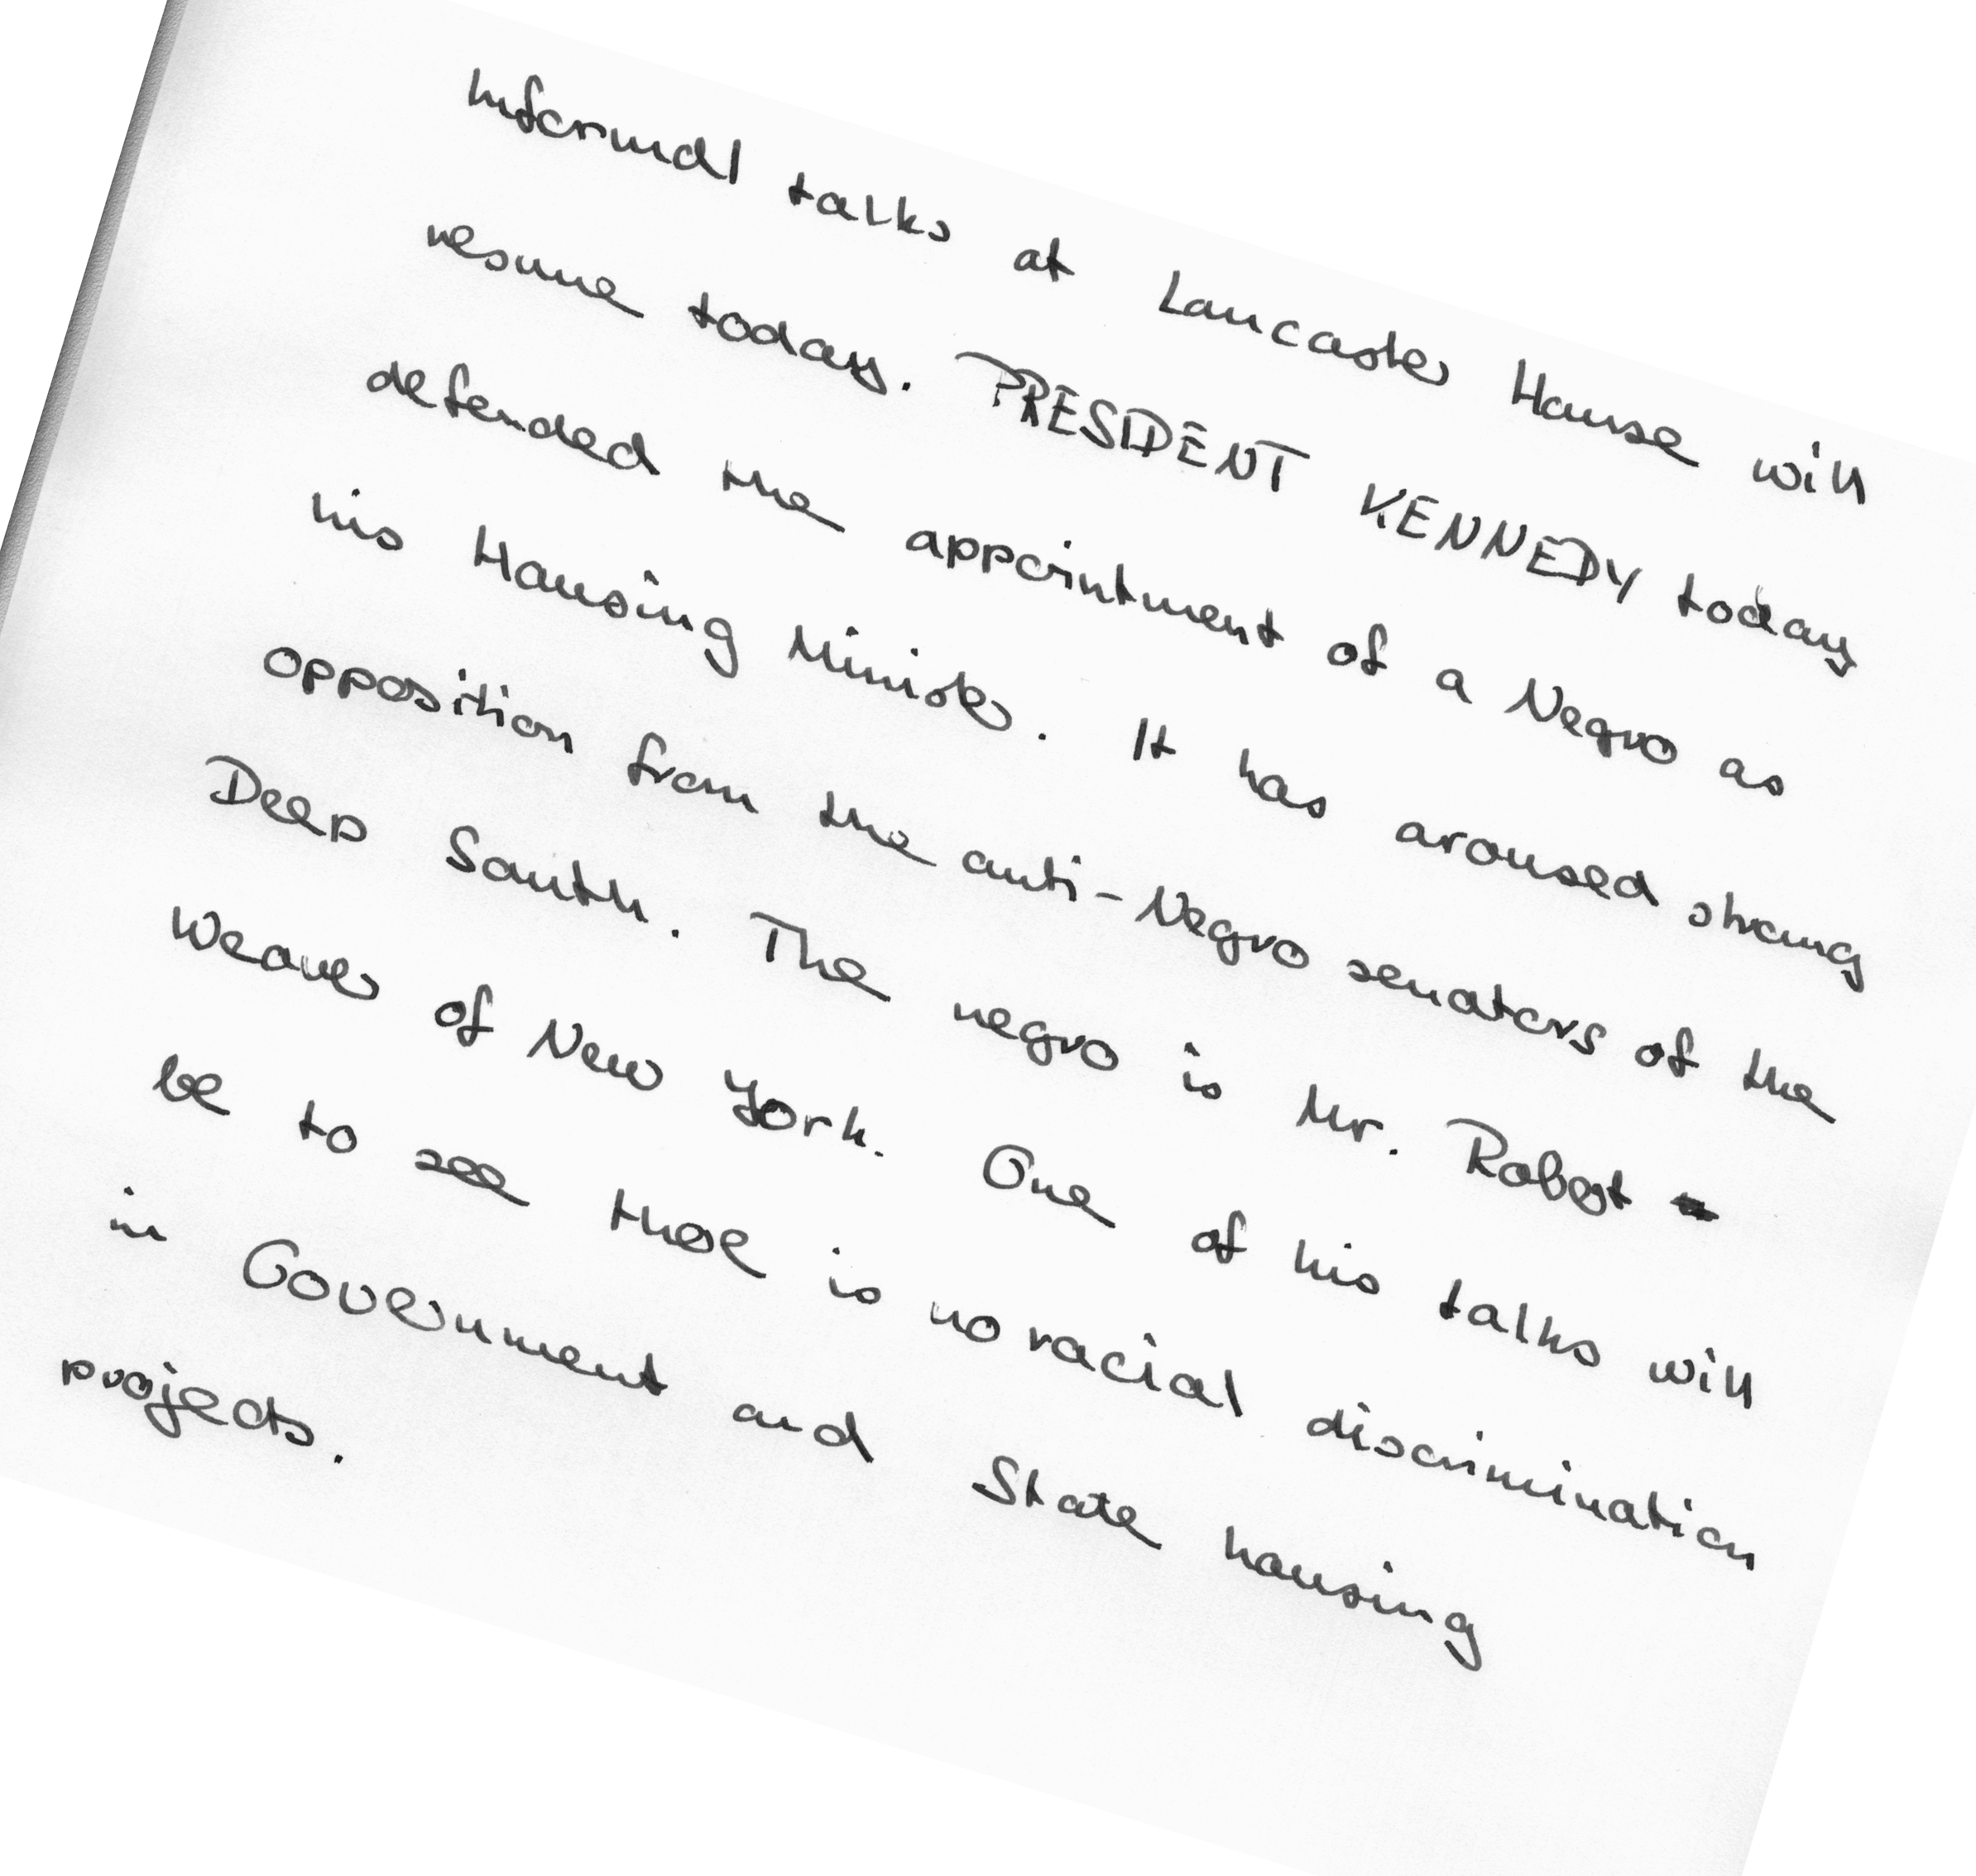 Informal talks at Lancaster House will
resume today. PRESIDENT KENNEDY today
defended the appointment of a Negro as
his Housing Minister. It has aroused strong
opposition from the anti-Negro senators of the
Deep South. The negro is Mr. Robert
Weaver of New York. One of his talks will
be to see there is no racial discrimination
in Government and State housing
projects.